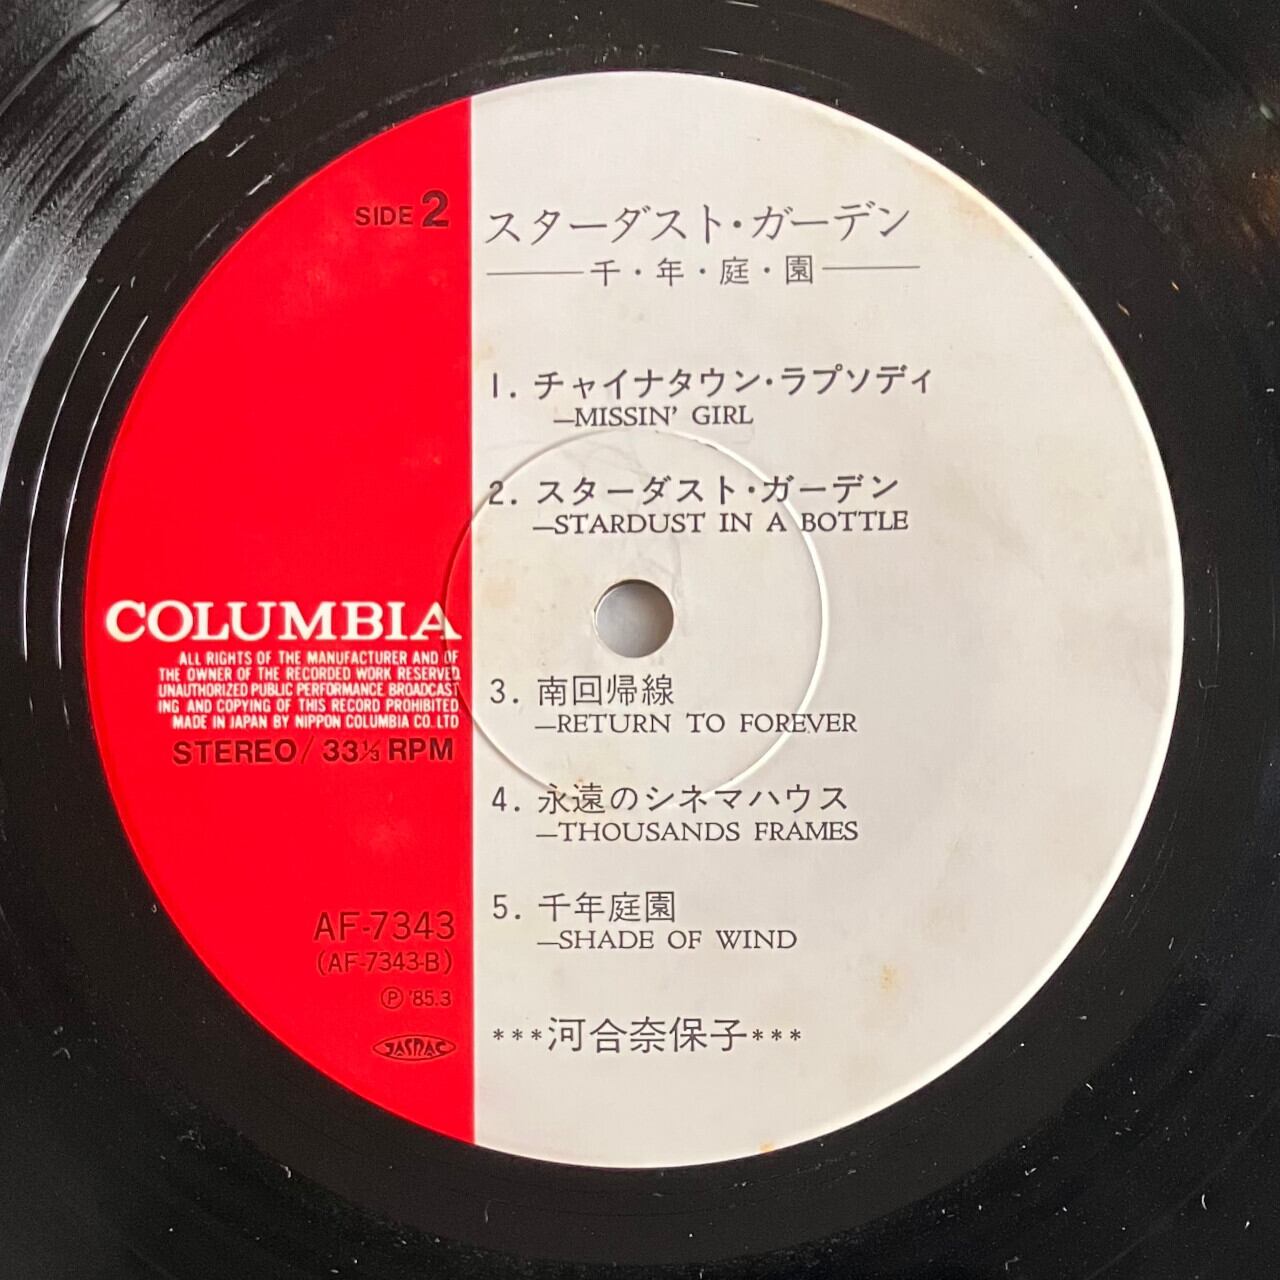 SIDE 2
スターダスト・ガーデン
千・年・庭・園
1. チャイナタウン・ラプソディ
—MISSIN' GIRL
2. スターダスト・ガーデン
—STARDUST IN A BOTTLE
COLUMBIA
ALL RIGHTS OF THE MANUFACTURER AND OF
THE OWNER OF THE RECORDED WORK RESERVED
UNAUTHORIZED PUBLIC PERFORMANCE BROADCAST
ING AND COPYING OF THIS RECORD PROHIBITED
MADE IN JAPAN BY NIPPON COLUMBIA CO. LTD
STEREO/33⅓ RPM
3. 南回帰線
—RETURN TO FOREVER
4. 永遠のシネマハウス
—THOUSANDS FRAMES
5. 千年庭園
—SHADE OF WIND
AF-7343
(AF-7343-B)
Ⓟ '85.3
JASRAC
***河合奈保子***